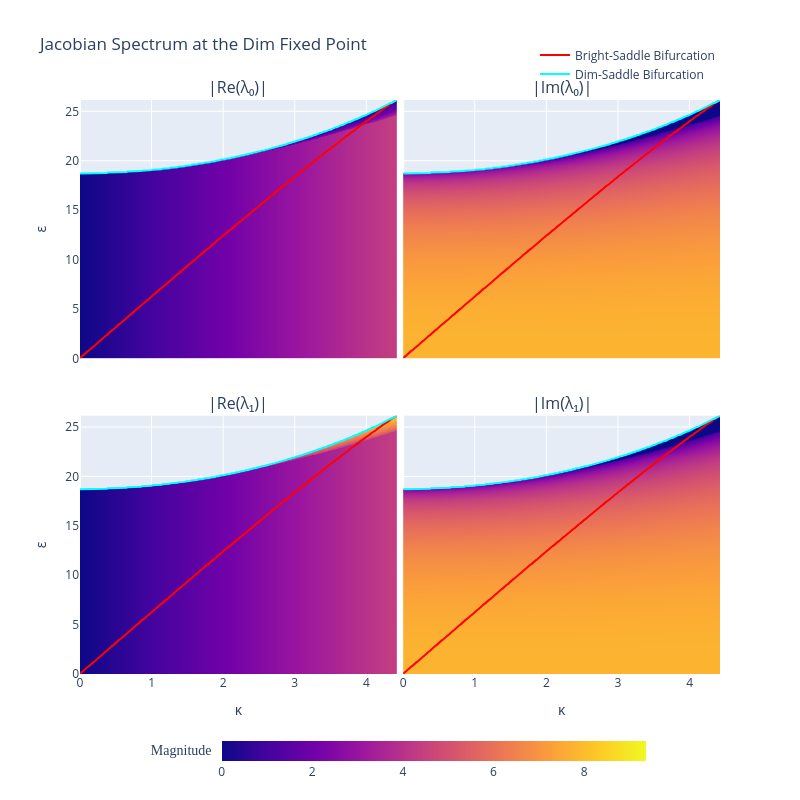 Jacobian Spectrum at the Dim Fixed Point
Bright-Saddle Bifurcation
Dim-Saddle Bifurcation
|Re(λ₀)|
|Im(λ₀)|
25
20
15
10
5
0
ε
|Re(λ₁)|
|Im(λ₁)|
25
20
15
10
5
0
ε
0 1 2 3 4
0 1 2 3 4
κ
κ
Magnitude
0 2 4 6 8